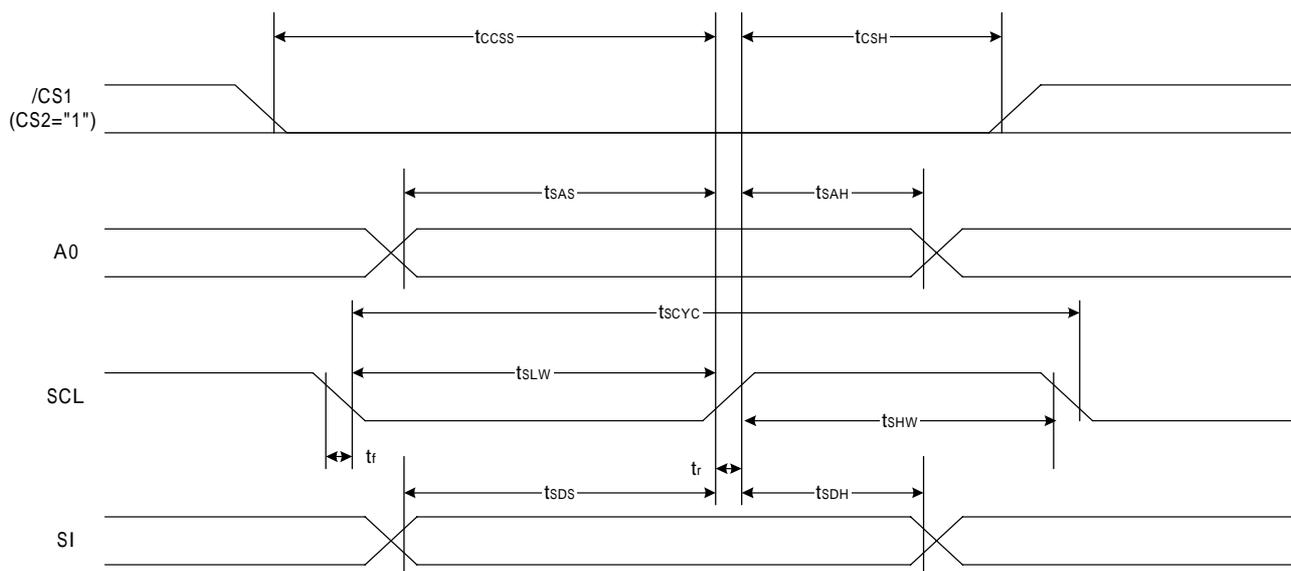 tCCSS
tCSH
/CS1
(CS2="1")
tSAS
tSAH
A0
tSCYC
tSLW
SCL
tSHW
tf
tr
tSDS
tSDH
SI